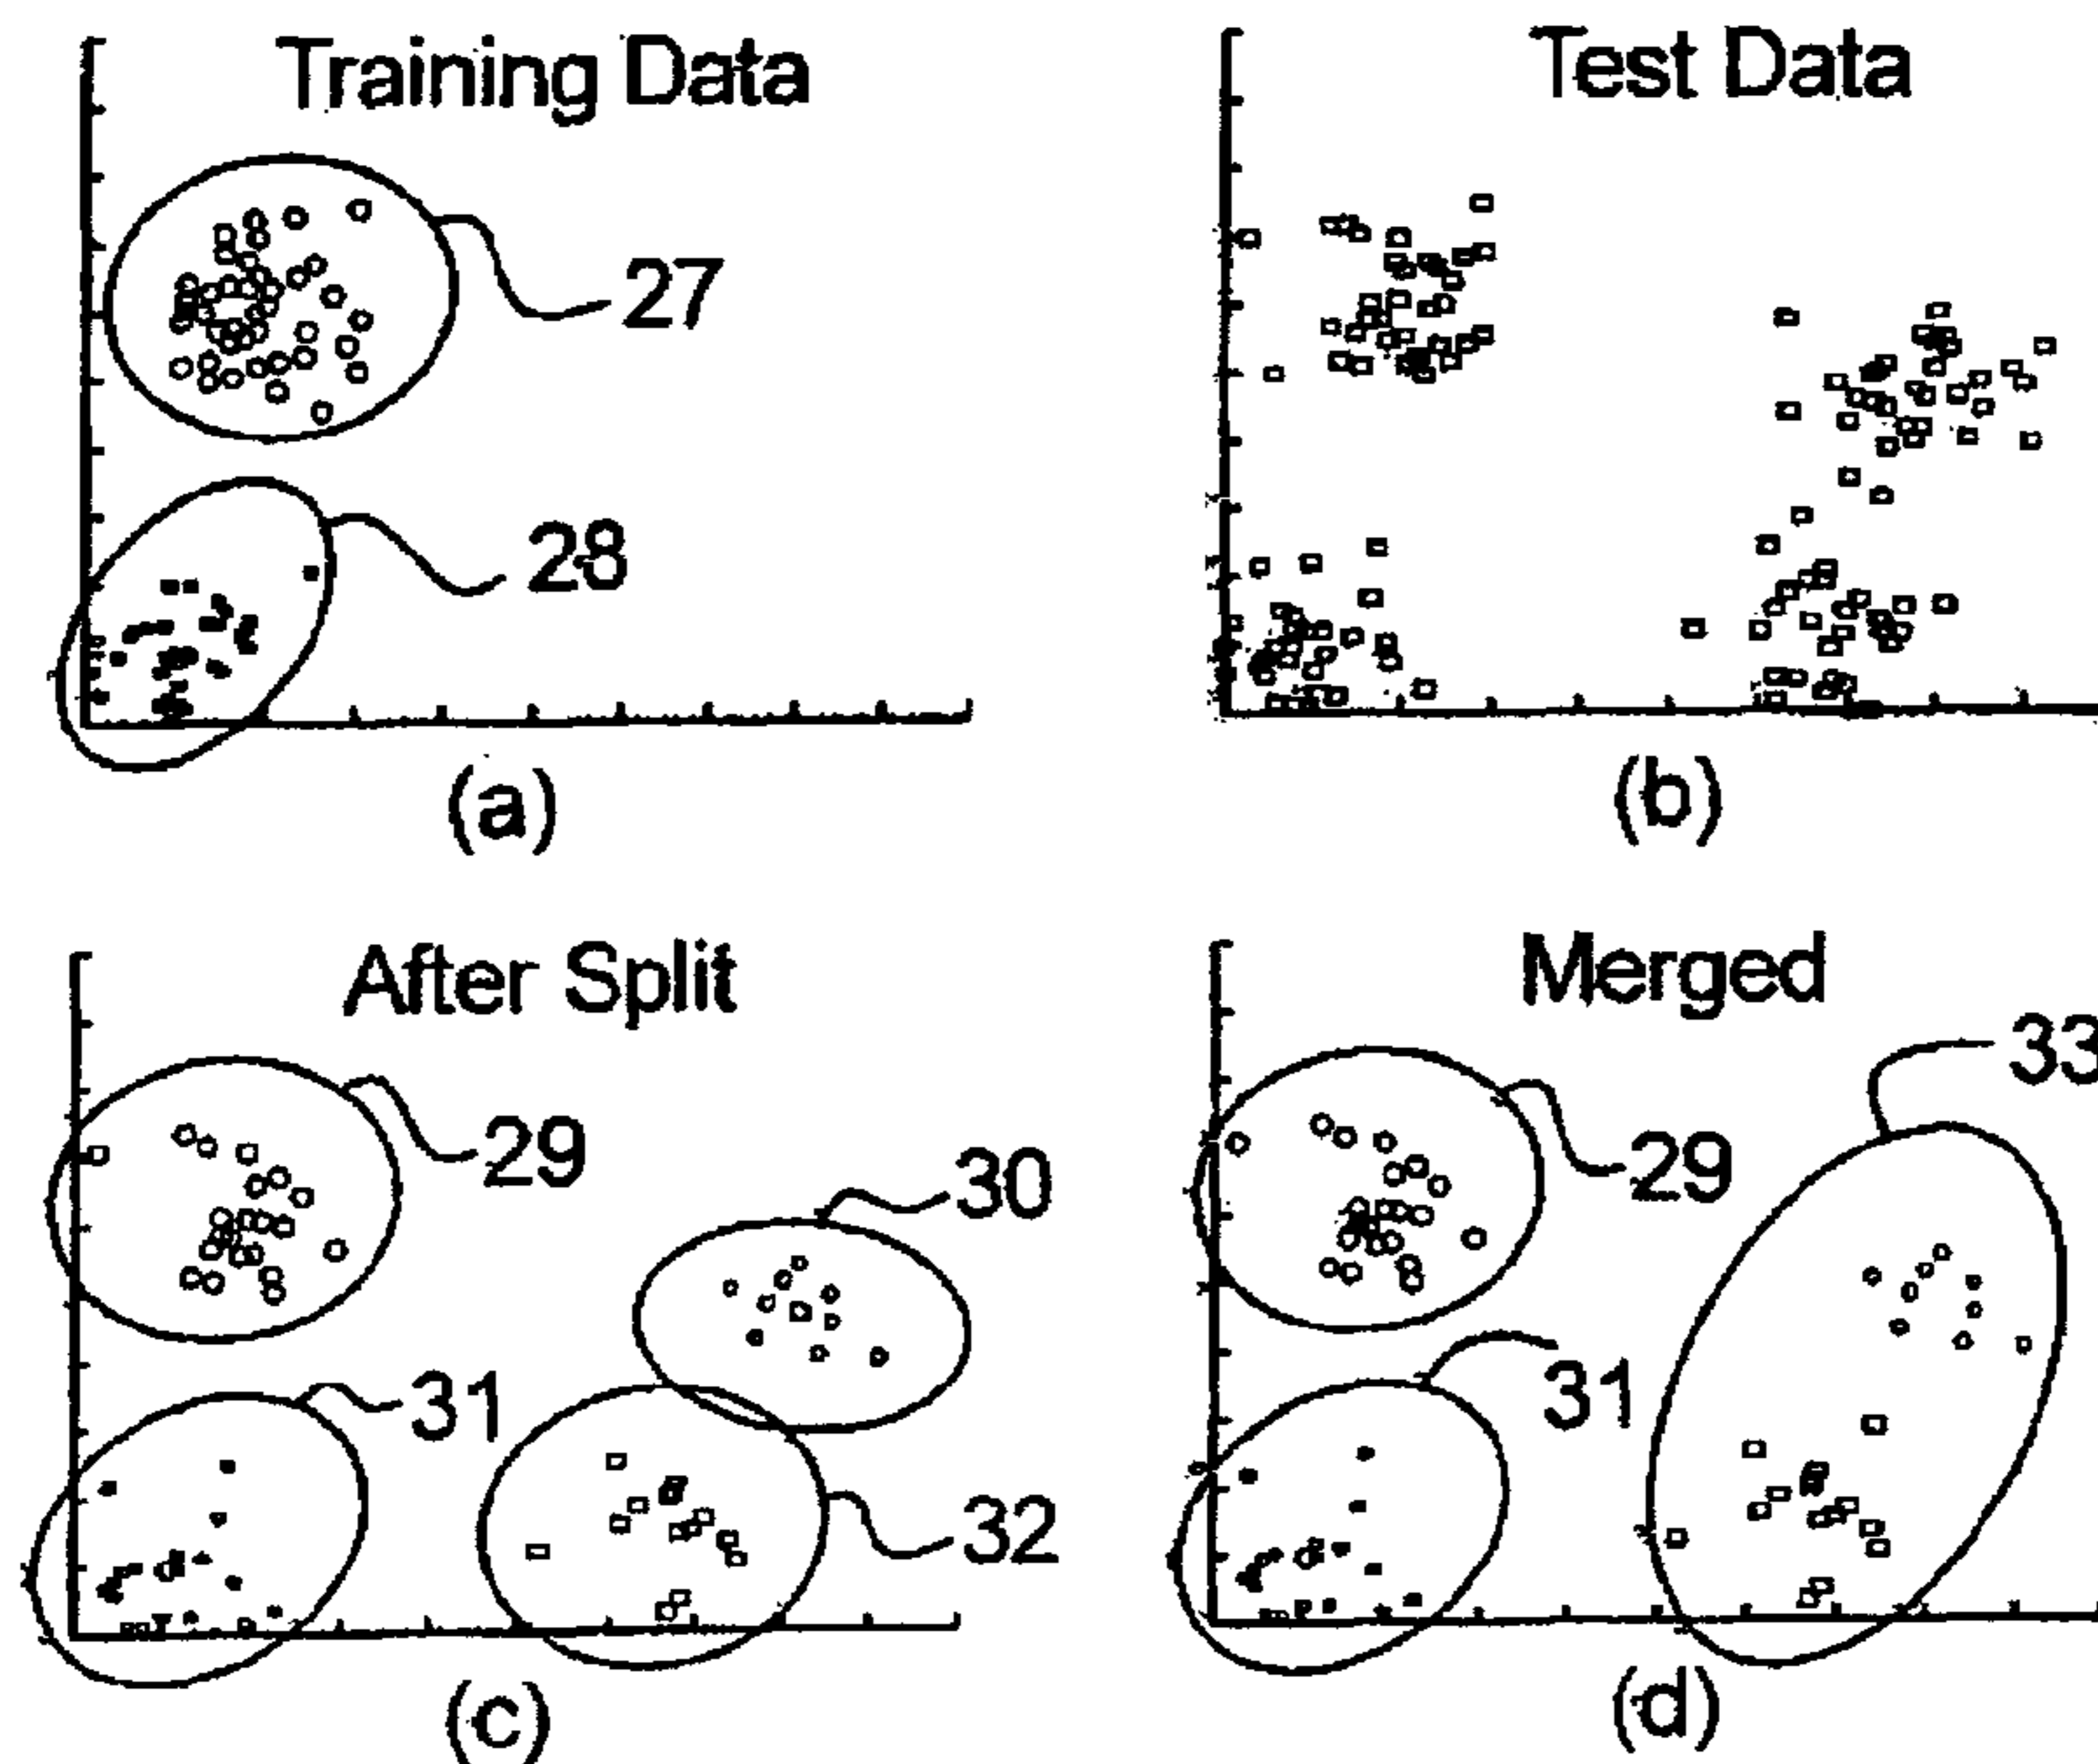 Training Data
27
28
(a)
Test Data
(b)
After Split
29
30
31
32
(c)
Merged
33
29
31
(d)